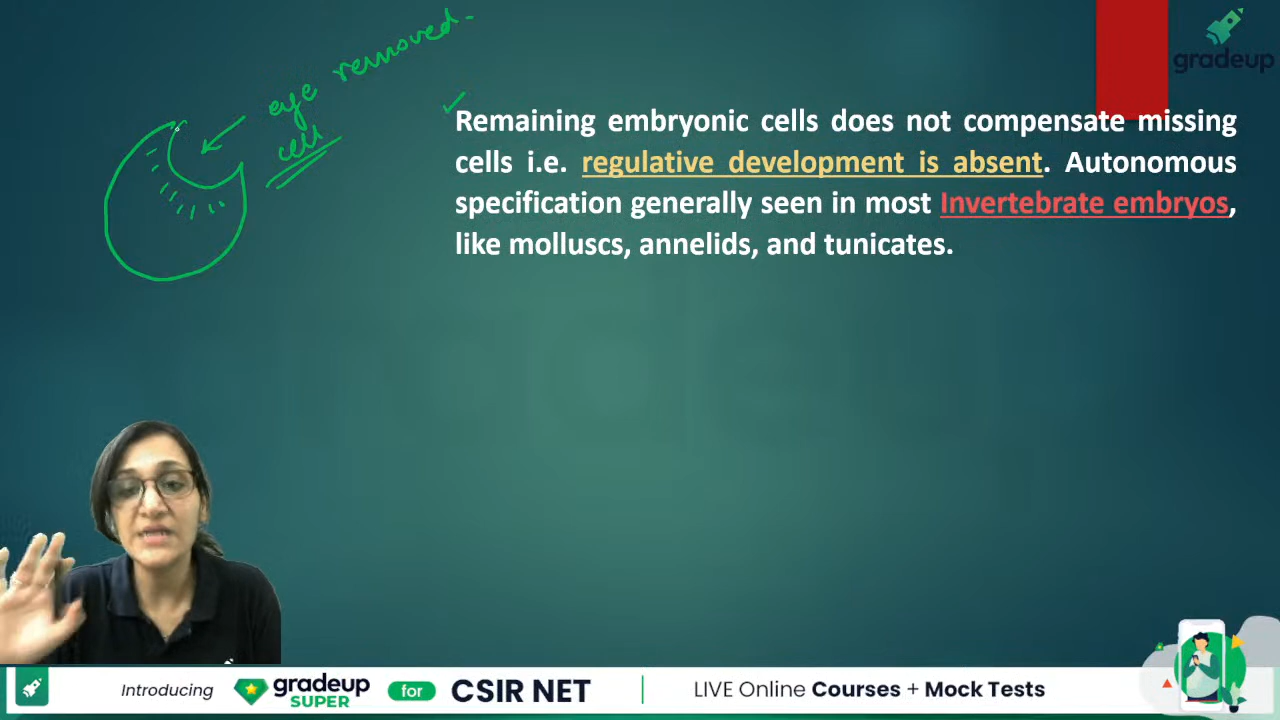 gradeup
eye removed.
cell
Remaining embryonic cells does not compensate missing
cells i.e. regulative development is absent. Autonomous
specification generally seen in most Invertebrate embryos,
like molluscs, annelids, and tunicates.
Introducing gradeup SUPER for CSIR NET LIVE Online Courses + Mock Tests